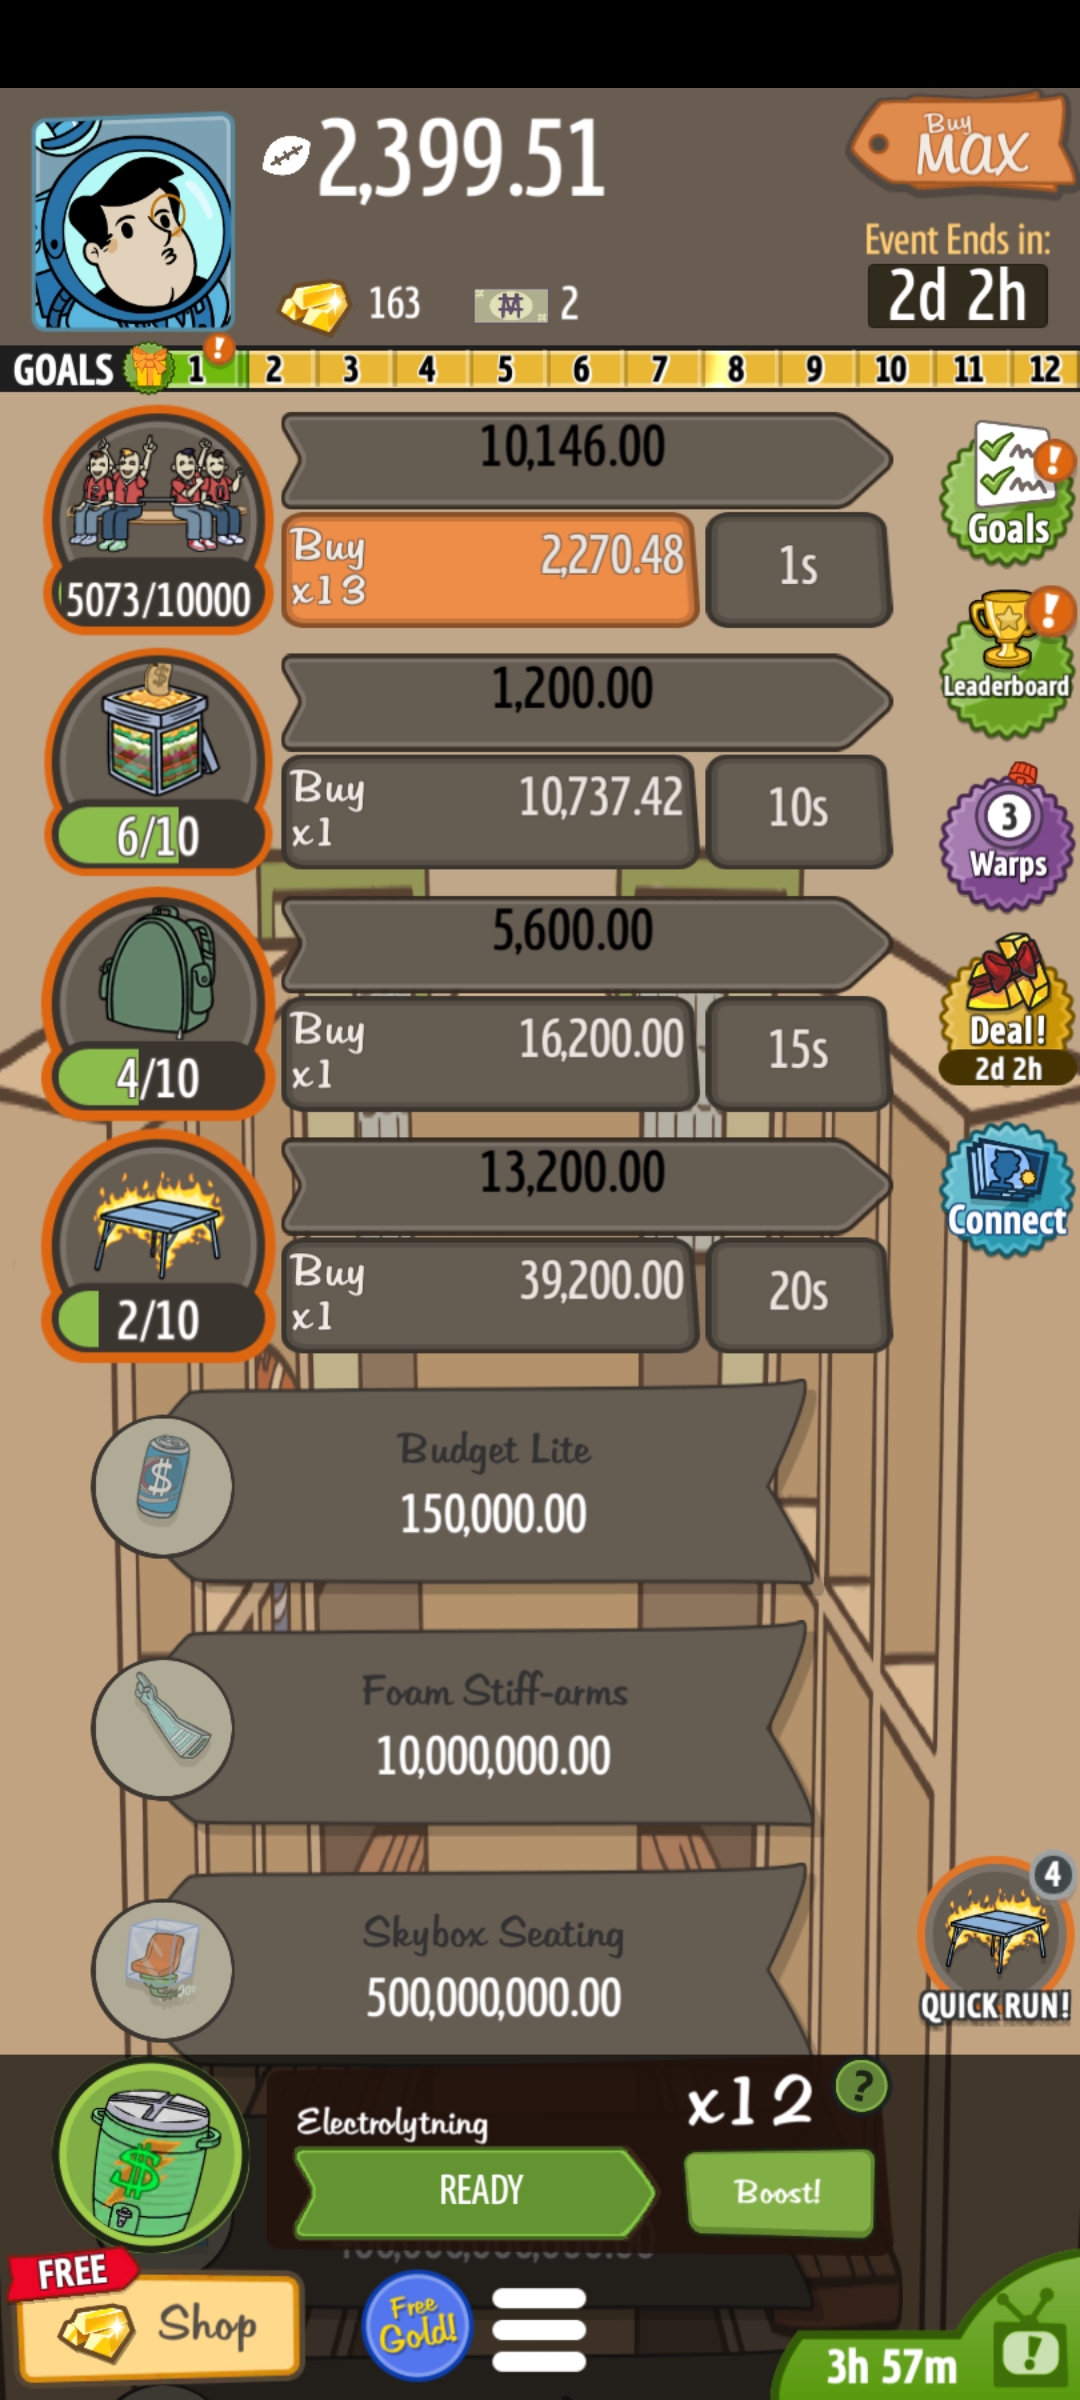 2,399.51
Buy
MAX
Event Ends in:
2d 2h
163
2
GOALS 1 ! 2 3 4 5 6 7 8 9 10 11 12
10,146.00
Buy
x13
2,270.48
1s
5073/10000
Goals
!
1,200.00
Buy
x1
10,737.42
10s
6/10
Leaderboard
!
3
Warps
5,600.00
Buy
x1
16,200.00
15s
4/10
Deal!
2d 2h
13,200.00
Buy
x1
39,200.00
20s
2/10
Connect
Budget Lite
150,000.00
Foam Stiff-arms
10,000,000.00
Skybox Seating
500,000,000.00
4
QUICK RUN!
Electrolytning
x12
?
READY
Boost!
FREE
Shop
Free
Gold!
3h 57m
!